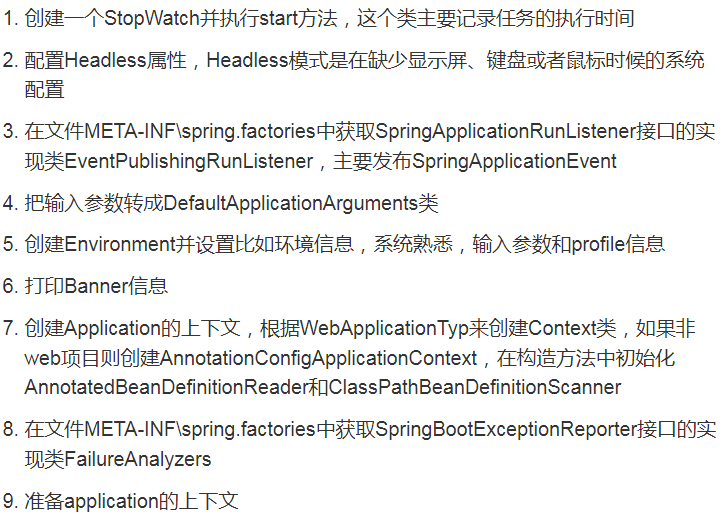 1. 创建一个StopWatch并执行start方法，这个类主要记录任务的执行时间
2. 配置Headless属性，Headless模式是在缺少显示屏、键盘或者鼠标时候的系统
配置
3. 在文件META-INF\spring.factories中获取SpringApplicationRunListener接口的实
现类EventPublishingRunListener，主要发布SpringApplicationEvent
4. 把输入参数转成DefaultApplicationArguments类
5. 创建Environment并设置比如环境信息，系统熟悉，输入参数和profile信息
6. 打印Banner信息
7. 创建Application的上下文，根据WebApplicationTyp来创建Context类，如果非
web项目则创建AnnotationConfigApplicationContext，在构造方法中初始化
AnnotatedBeanDefinitionReader和ClassPathBeanDefinitionScanner
8. 在文件META-INF\spring.factories中获取SpringBootExceptionReporter接口的实
现类FailureAnalyzers
9. 准备application的上下文